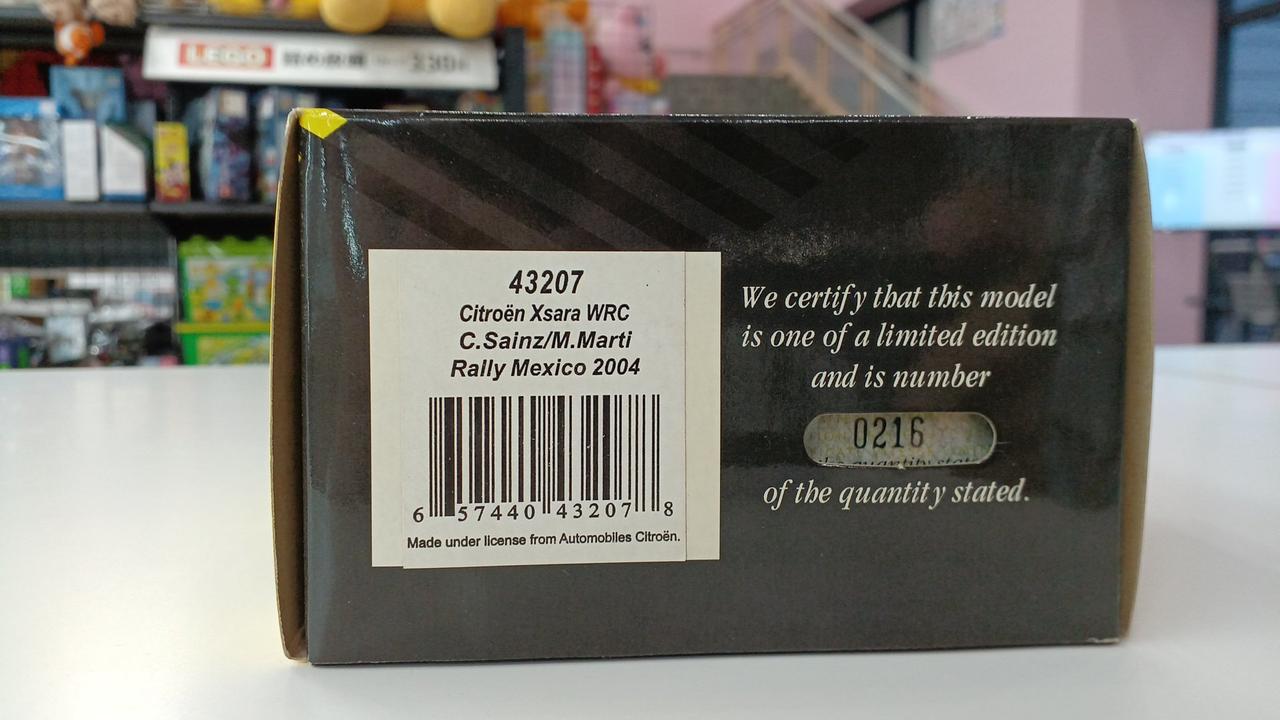 LEGO
43207
Citroën Xsara WRC
C.Sainz/M.Marti
Rally Mexico 2004
6 57440 43207 8
Made under license from Automobiles Citroën.
We certify that this model
is one of a limited edition
and is number
0216
of the quantity stated.